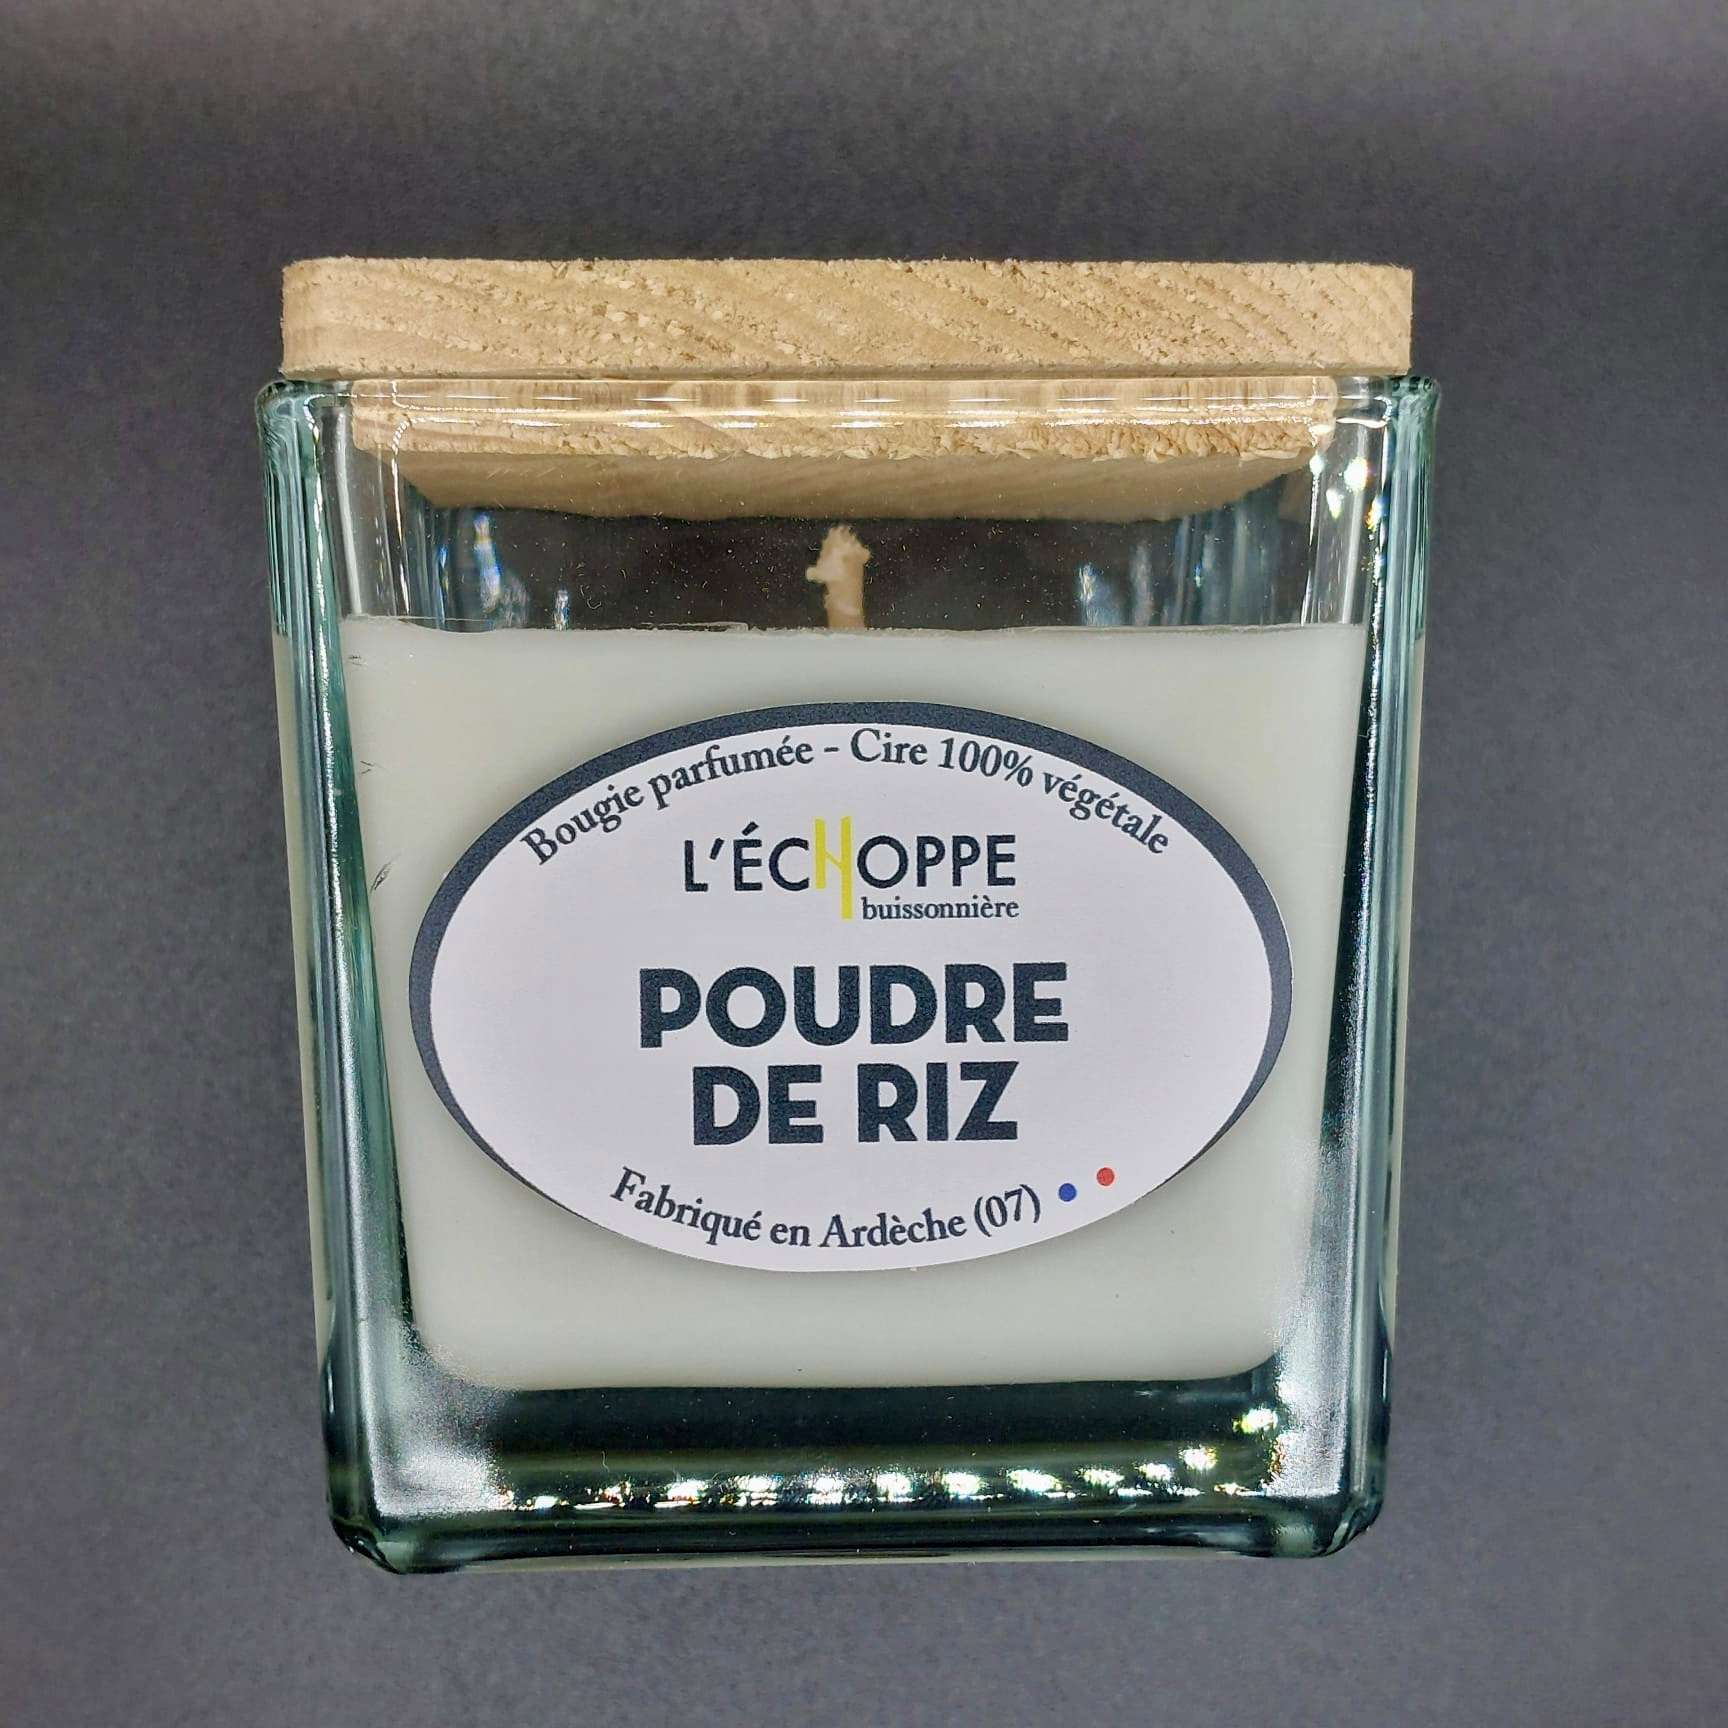 Bougie parfumée - Cire 100% végétale
L'ÉCHOPPE
buissonnière
POUDRE
DE RIZ
Fabriqué en Ardèche (07)